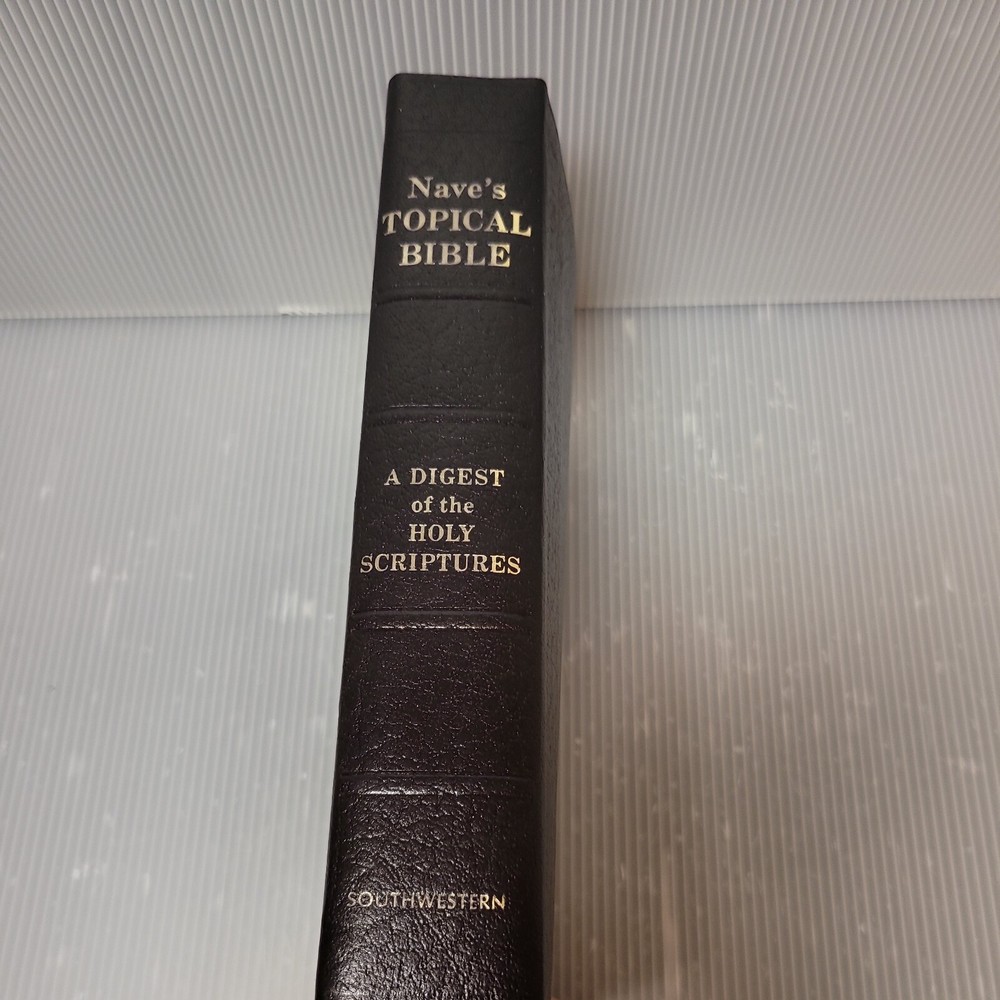 Nave's
TOPICAL
BIBLE
A DIGEST
of the
HOLY
SCRIPTURES
SOUTHWESTERN